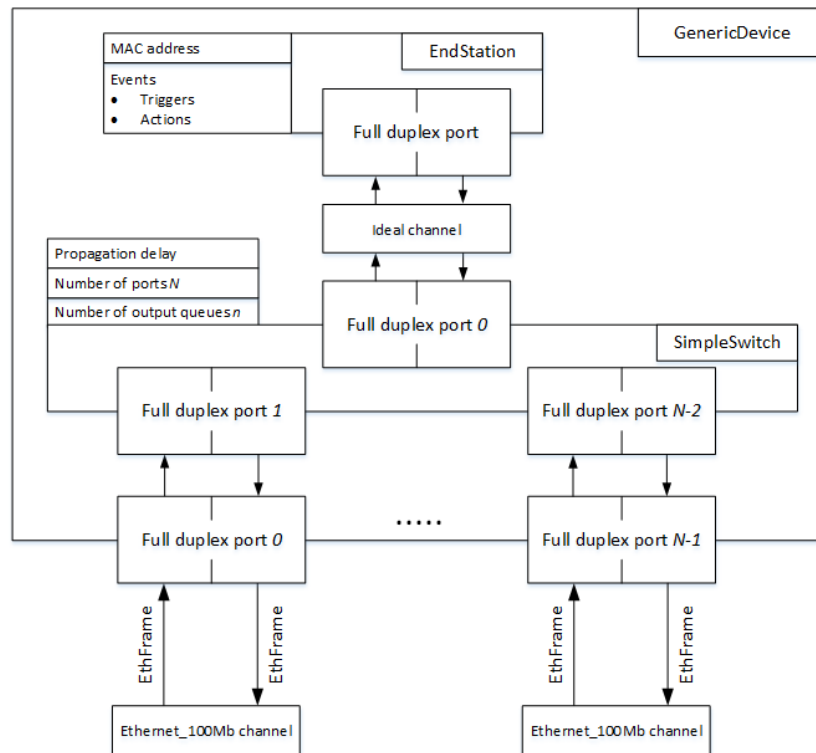 GenericDevice
MAC address
EndStation
Events
● Triggers
● Actions
Full duplex port
Ideal channel
Propagation delay
Number of ports N
Number of output queues n
Full duplex port 0
SimpleSwitch
Full duplex port 1
Full duplex port N-2
.....
Full duplex port 0
Full duplex port N-1
EthFrame
EthFrame
EthFrame
EthFrame
Ethernet_100Mb channel
Ethernet_100Mb channel